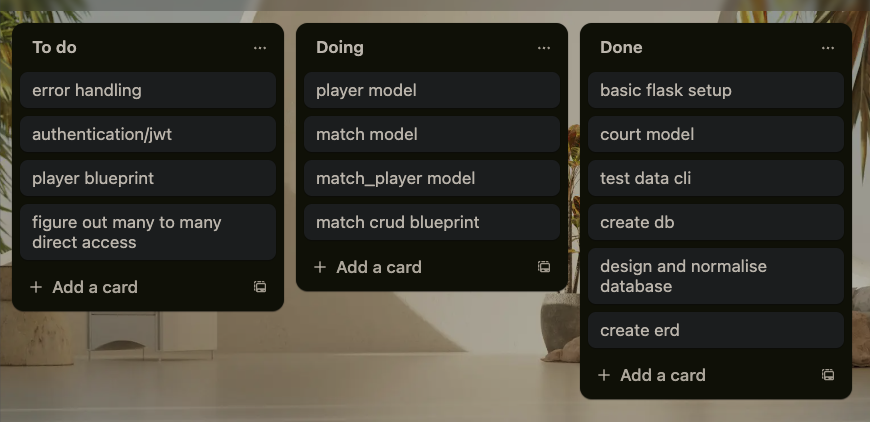 To do
error handling
authentication/jwt
player blueprint
figure out many to many
direct access
+ Add a card
Doing
player model
match model
match_player model
match crud blueprint
+ Add a card
Done
basic flask setup
court model
test data cli
create db
design and normalise
database
create erd
+ Add a card